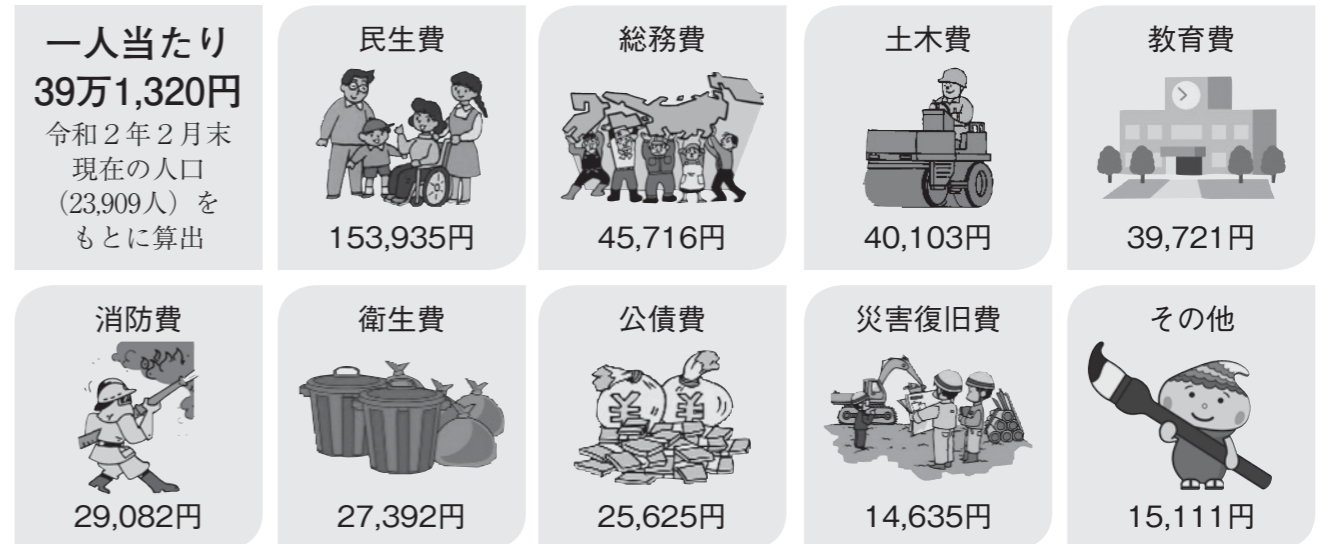 一人当たり
39万1,320円
令和２年２月末
現在の人口
（23,909人）を
もとに算出
民生費
153,935円
総務費
45,716円
土木費
40,103円
教育費
39,721円
消防費
29,082円
衛生費
27,392円
公債費
¥ ¥
25,625円
災害復旧費
14,635円
その他
15,111円